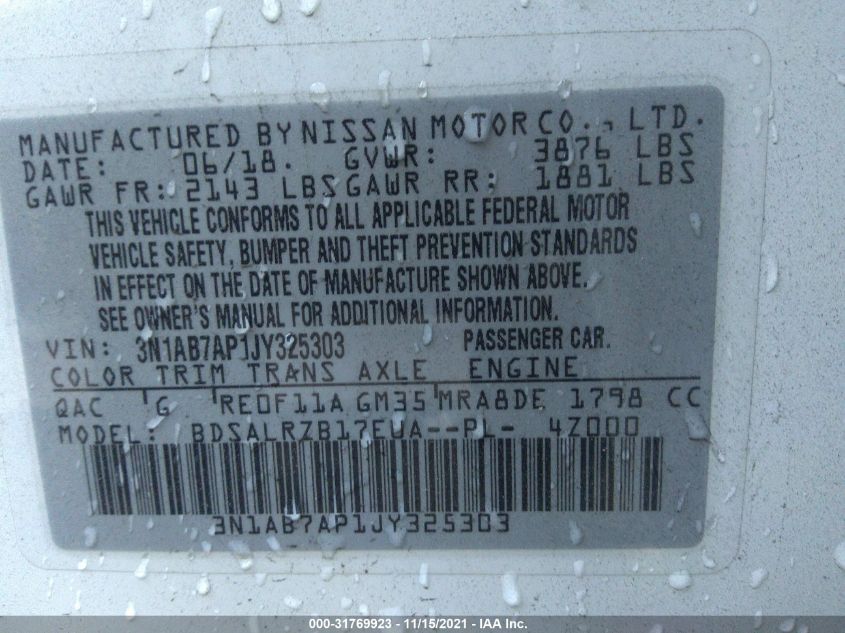 MANUFACTURED BY NISSAN MOTOR CO., LTD.
DATE: 06/18. GVWR: 3876 LBS
GAWR FR: 2143 LBS GAWR RR: 1881 LBS
THIS VEHICLE CONFORMS TO ALL APPLICABLE FEDERAL MOTOR
VEHICLE SAFETY, BUMPER AND THEFT PREVENTION STANDARDS
IN EFFECT ON THE DATE OF MANUFACTURE SHOWN ABOVE.
SEE OWNER'S MANUAL FOR ADDITIONAL INFORMATION.
VIN: 3N1AB7AP1JY325303 PASSENGER CAR.
COLOR TRIM TRANS AXLE ENGINE
QAC G RE0F11A GM35 MRA8DE 1798 CC
MODEL: BDSALRZB17EUA--PL- 4Z000
3N1AB7AP1JY325303
000-31769923 - 11/15/2021 - IAAI.com